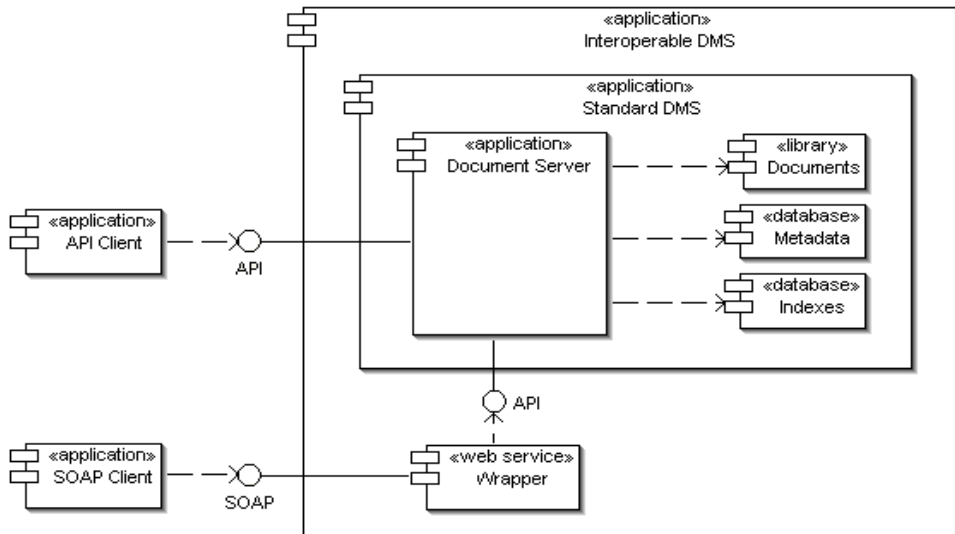 «application»
Interoperable DMS
«application»
Standard DMS
«application»
Document Server
«library»
Documents
«database»
Metadata
«database»
Indexes
«application»
API Client
API
API
«application»
SOAP Client
SOAP
«web service»
Wrapper